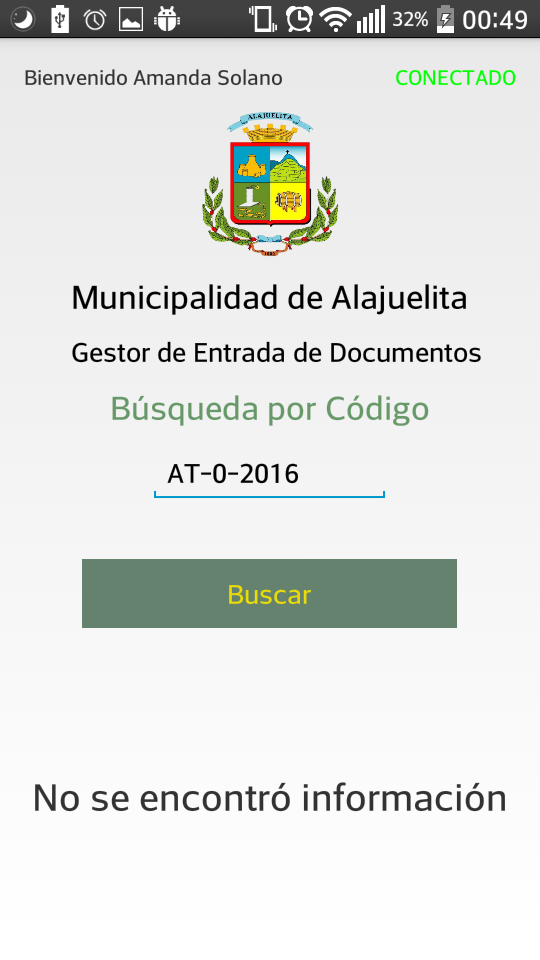 32% 00:49
Bienvenido Amanda Solano CONECTADO
ALAJUELITA
Municipalidad de Alajuelita
Gestor de Entrada de Documentos
Búsqueda por Código
AT-0-2016
Buscar
No se encontró información